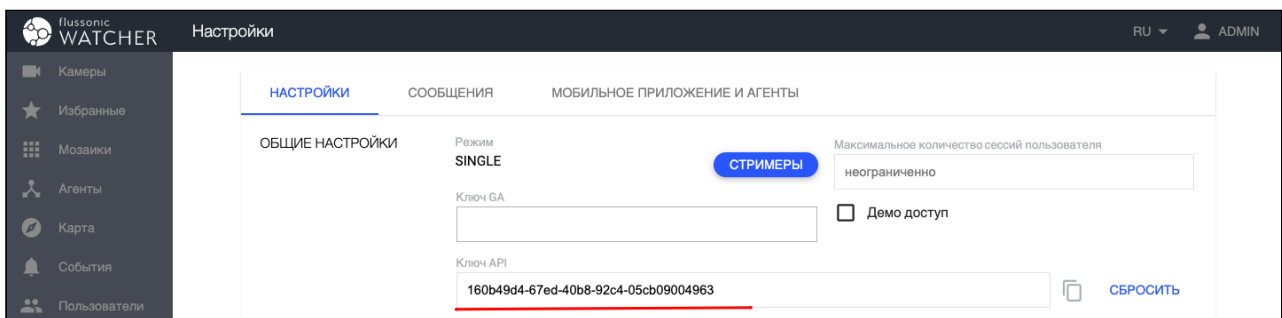 flussonic
WATCHER
Настройки
RU
ADMIN
Камеры
Избранные
Мозаики
Агенты
Карта
События
Пользователи
НАСТРОЙКИ
СООБЩЕНИЯ
МОБИЛЬНОЕ ПРИЛОЖЕНИЕ И АГЕНТЫ
ОБЩИЕ НАСТРОЙКИ
Режим
SINGLE
СТРИМЕРЫ
Максимальное количество сессий пользователя
неограниченно
Ключ GA
Демо доступ
Ключ API
160b49d4-67ed-40b8-92c4-05cb09004963
СБРОСИТЬ